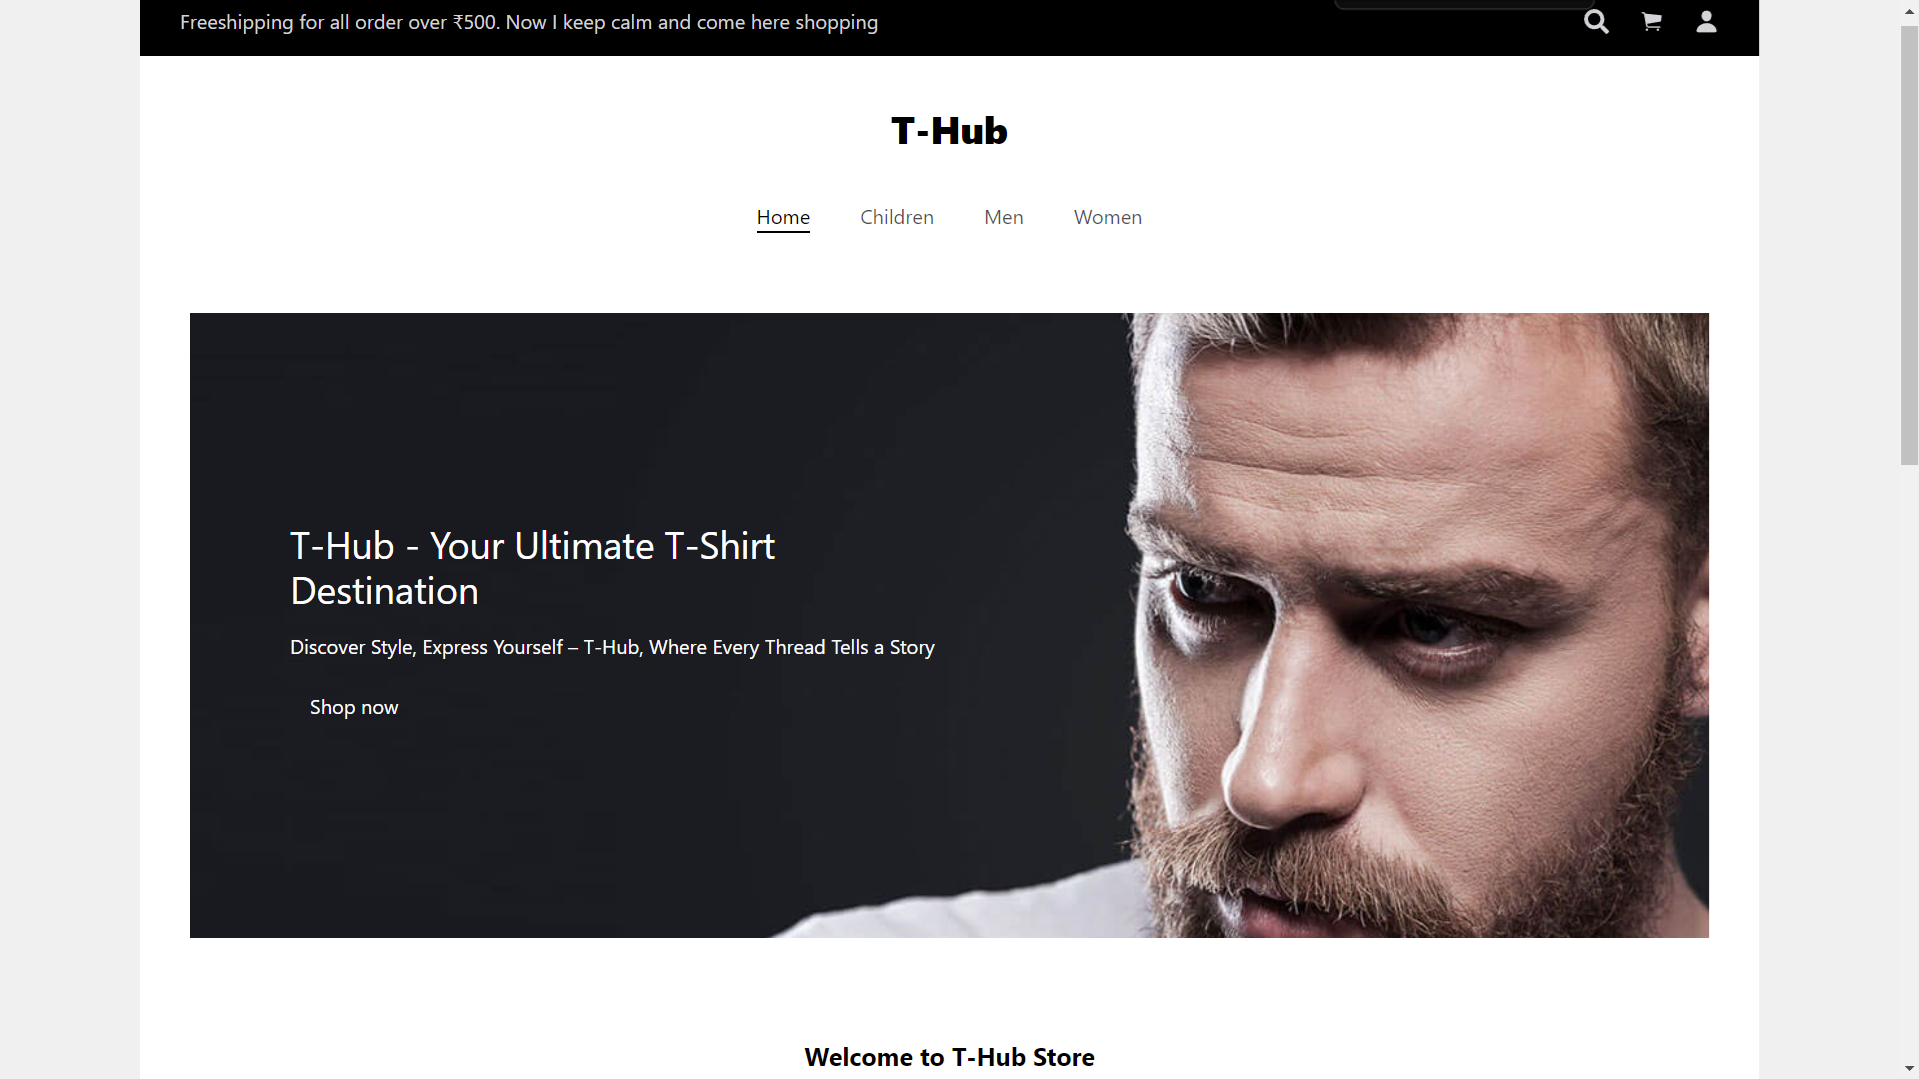 Freeshipping for all order over ₹500. Now I keep calm and come here shopping
T-Hub
Home Children Men Women
T-Hub - Your Ultimate T-Shirt
Destination
Discover Style, Express Yourself – T-Hub, Where Every Thread Tells a Story
Shop now
Welcome to T-Hub Store